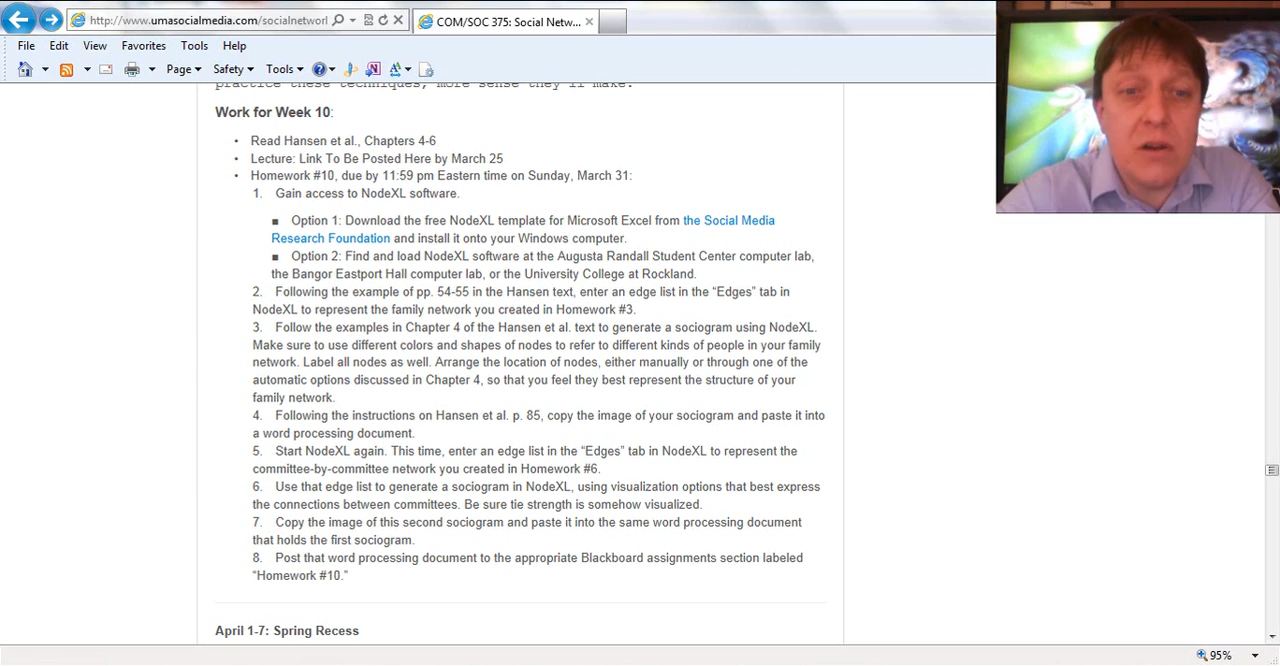 http://www.umasocialmedia.com/socialnetworl
COM/SOC 375: Social Netw...
File Edit View Favorites Tools Help
Page Safety Tools
practice these techniques, more sense they'll make.
Work for Week 10:
• Read Hansen et al., Chapters 4-6
• Lecture: Link To Be Posted Here by March 25
• Homework #10, due by 11:59 pm Eastern time on Sunday, March 31:
1. Gain access to NodeXL software.
■ Option 1: Download the free NodeXL template for Microsoft Excel from the Social Media
Research Foundation and install it onto your Windows computer.
■ Option 2: Find and load NodeXL software at the Augusta Randall Student Center computer lab,
the Bangor Eastport Hall computer lab, or the University College at Rockland.
2. Following the example of pp. 54-55 in the Hansen text, enter an edge list in the “Edges” tab in
NodeXL to represent the family network you created in Homework #3.
3. Follow the examples in Chapter 4 of the Hansen et al. text to generate a sociogram using NodeXL.
Make sure to use different colors and shapes of nodes to refer to different kinds of people in your family
network. Label all nodes as well. Arrange the location of nodes, either manually or through one of the
automatic options discussed in Chapter 4, so that you feel they best represent the structure of your
family network.
4. Following the instructions on Hansen et al. p. 85, copy the image of your sociogram and paste it into
a word processing document.
5. Start NodeXL again. This time, enter an edge list in the “Edges” tab in NodeXL to represent the
committee-by-committee network you created in Homework #6.
6. Use that edge list to generate a sociogram in NodeXL, using visualization options that best express
the connections between committees. Be sure tie strength is somehow visualized.
7. Copy the image of this second sociogram and paste it into the same word processing document
that holds the first sociogram.
8. Post that word processing document to the appropriate Blackboard assignments section labeled
“Homework #10.”
April 1-7: Spring Recess
95%